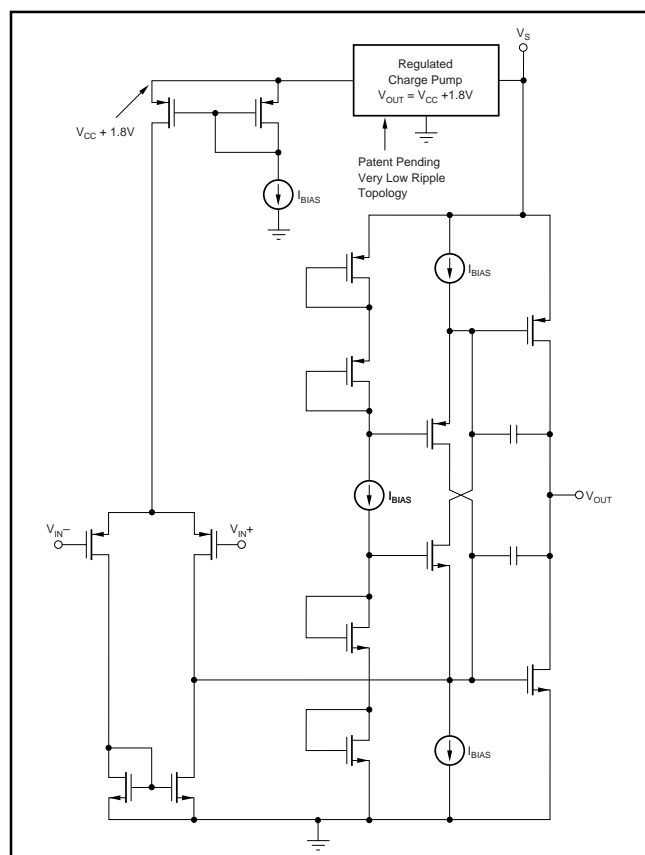 V_S
Regulated
Charge Pump
V_OUT = V_CC +1.8V
V_CC + 1.8V
Patent Pending
Very Low Ripple
Topology
I_BIAS
I_BIAS
I_BIAS
V_OUT
V_IN−
V_IN+
I_BIAS